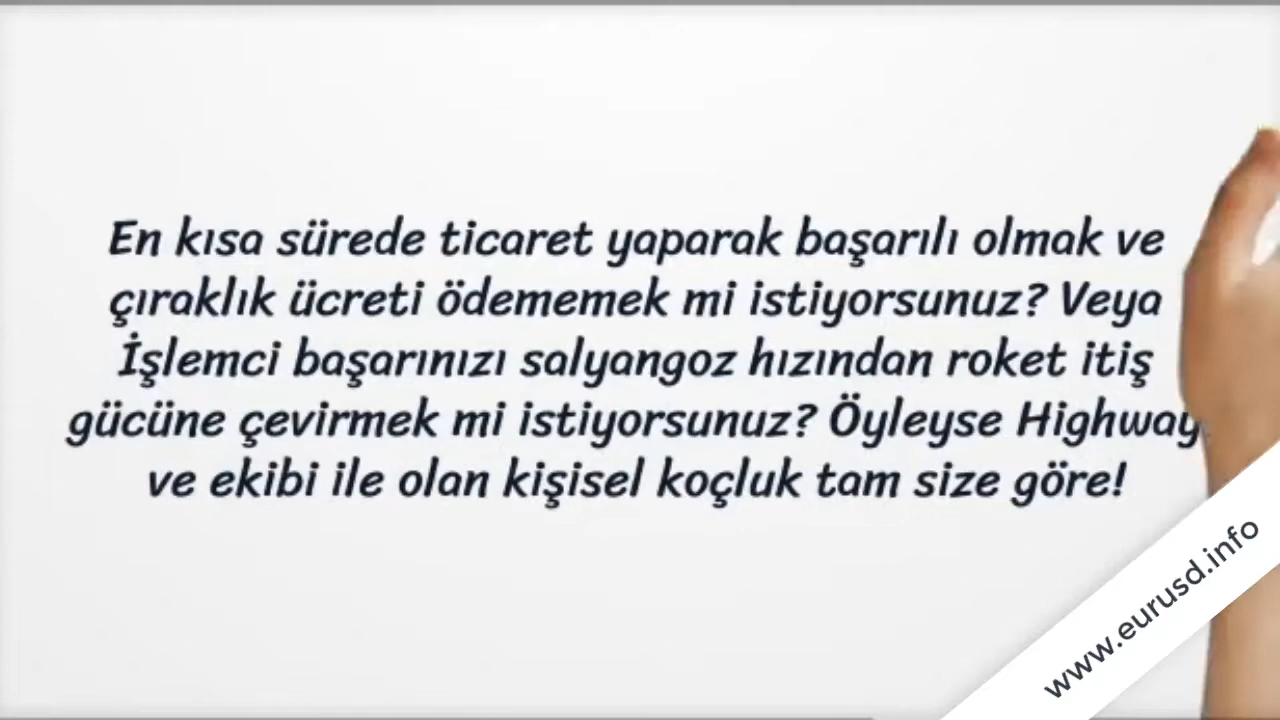 En kısa sürede ticaret yaparak başarılı olmak ve
çıraklık ücreti ödememek mi istiyorsunuz? Veya
İşlemci başarınızı salyangoz hızından roket itiş
gücüne çevirmek mi istiyorsunuz? Öyleyse Highway
ve ekibi ile olan kişisel koçluk tam size göre!
www.eurusd.info